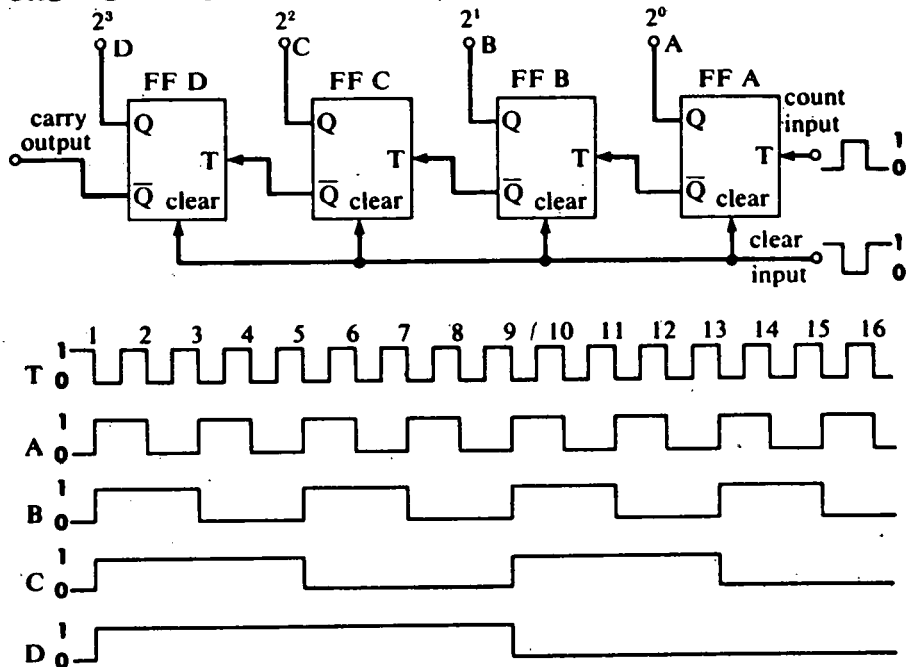 2³ 2² 2¹ 2⁰
D C B A
FF D FF C FF B FF A
carry output
count input
Q Q Q Q
T T T T
1
0
Q̅ Q̅ Q̅ Q̅
clear clear clear clear
clear input
1
0
1 2 3 4 5 6 7 8 9 10 11 12 13 14 15 16
1
T 0
1
A 0
1
B 0
1
C 0
1
D 0